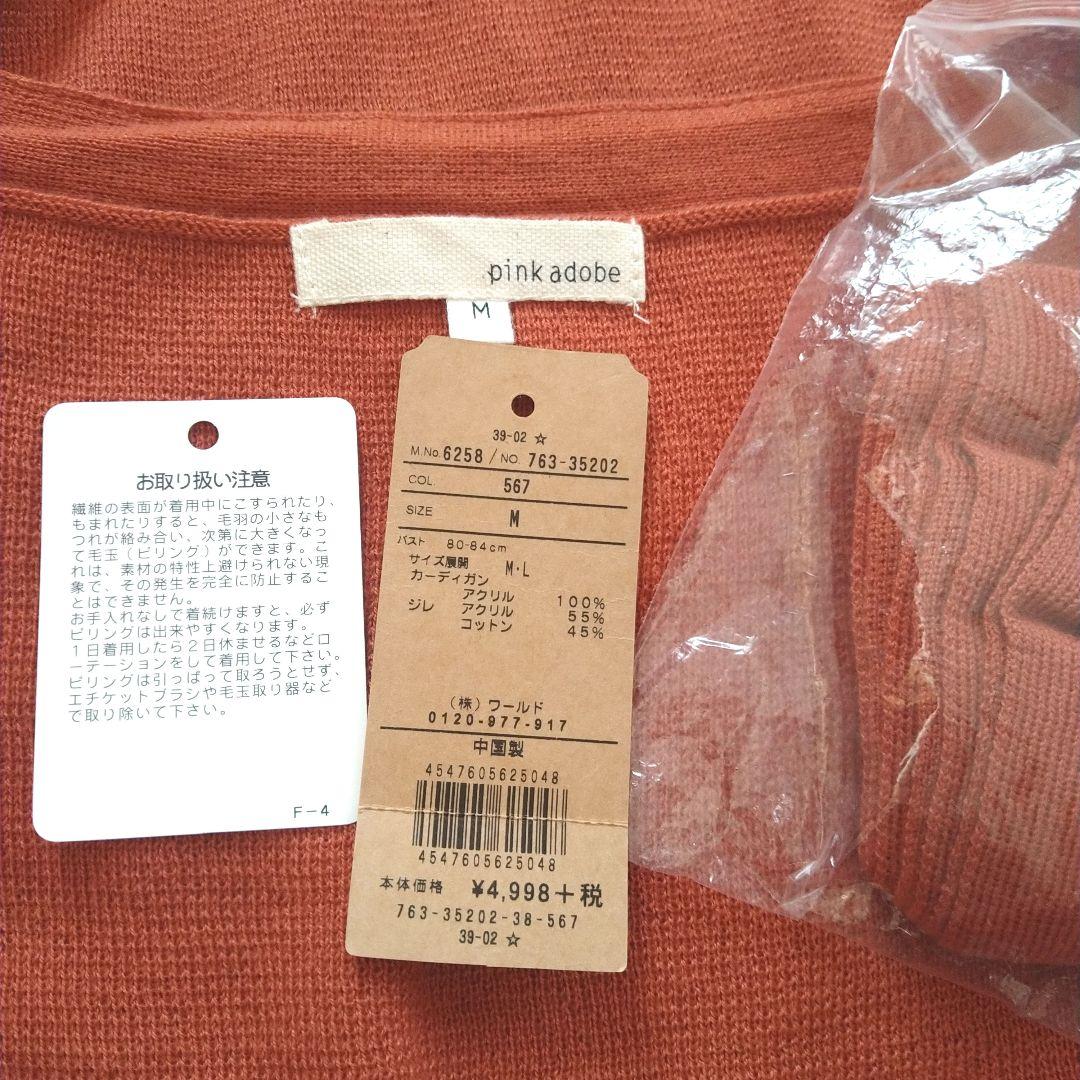 pink adobe
M
お取り扱い注意
繊維の表面が着用中にこすられたり、
もまれたりすると、毛羽の小さなも
つれが絡み合い、次第に大きくなっ
て毛玉（ピリング）ができます。こ
れは、素材の特性上避けられない現
象で、その発生を完全に防止するこ
とはできません。
お手入れなしで着続けますと、必ず
ピリングは出来やすくなります。
１日着用したら２日休ませるなどロ
ーテーションをして着用して下さい。
ピリングは引っぱって取ろうとせず、
エチケットブラシや毛玉取り器など
で取り除いて下さい。
F-4
39-02 ☆
M.No.6258/NO. 763-35202
COL. 567
SIZE M
バスト 80-84cm
サイズ展開 M・L
カーディガン
アクリル 100%
ジレ アクリル 55%
コットン 45%
（株）ワールド
0120-977-917
中国製
4547605625048
4547605625048
本体価格 ¥4,998+税
763-35202-38-567
39-02 ☆